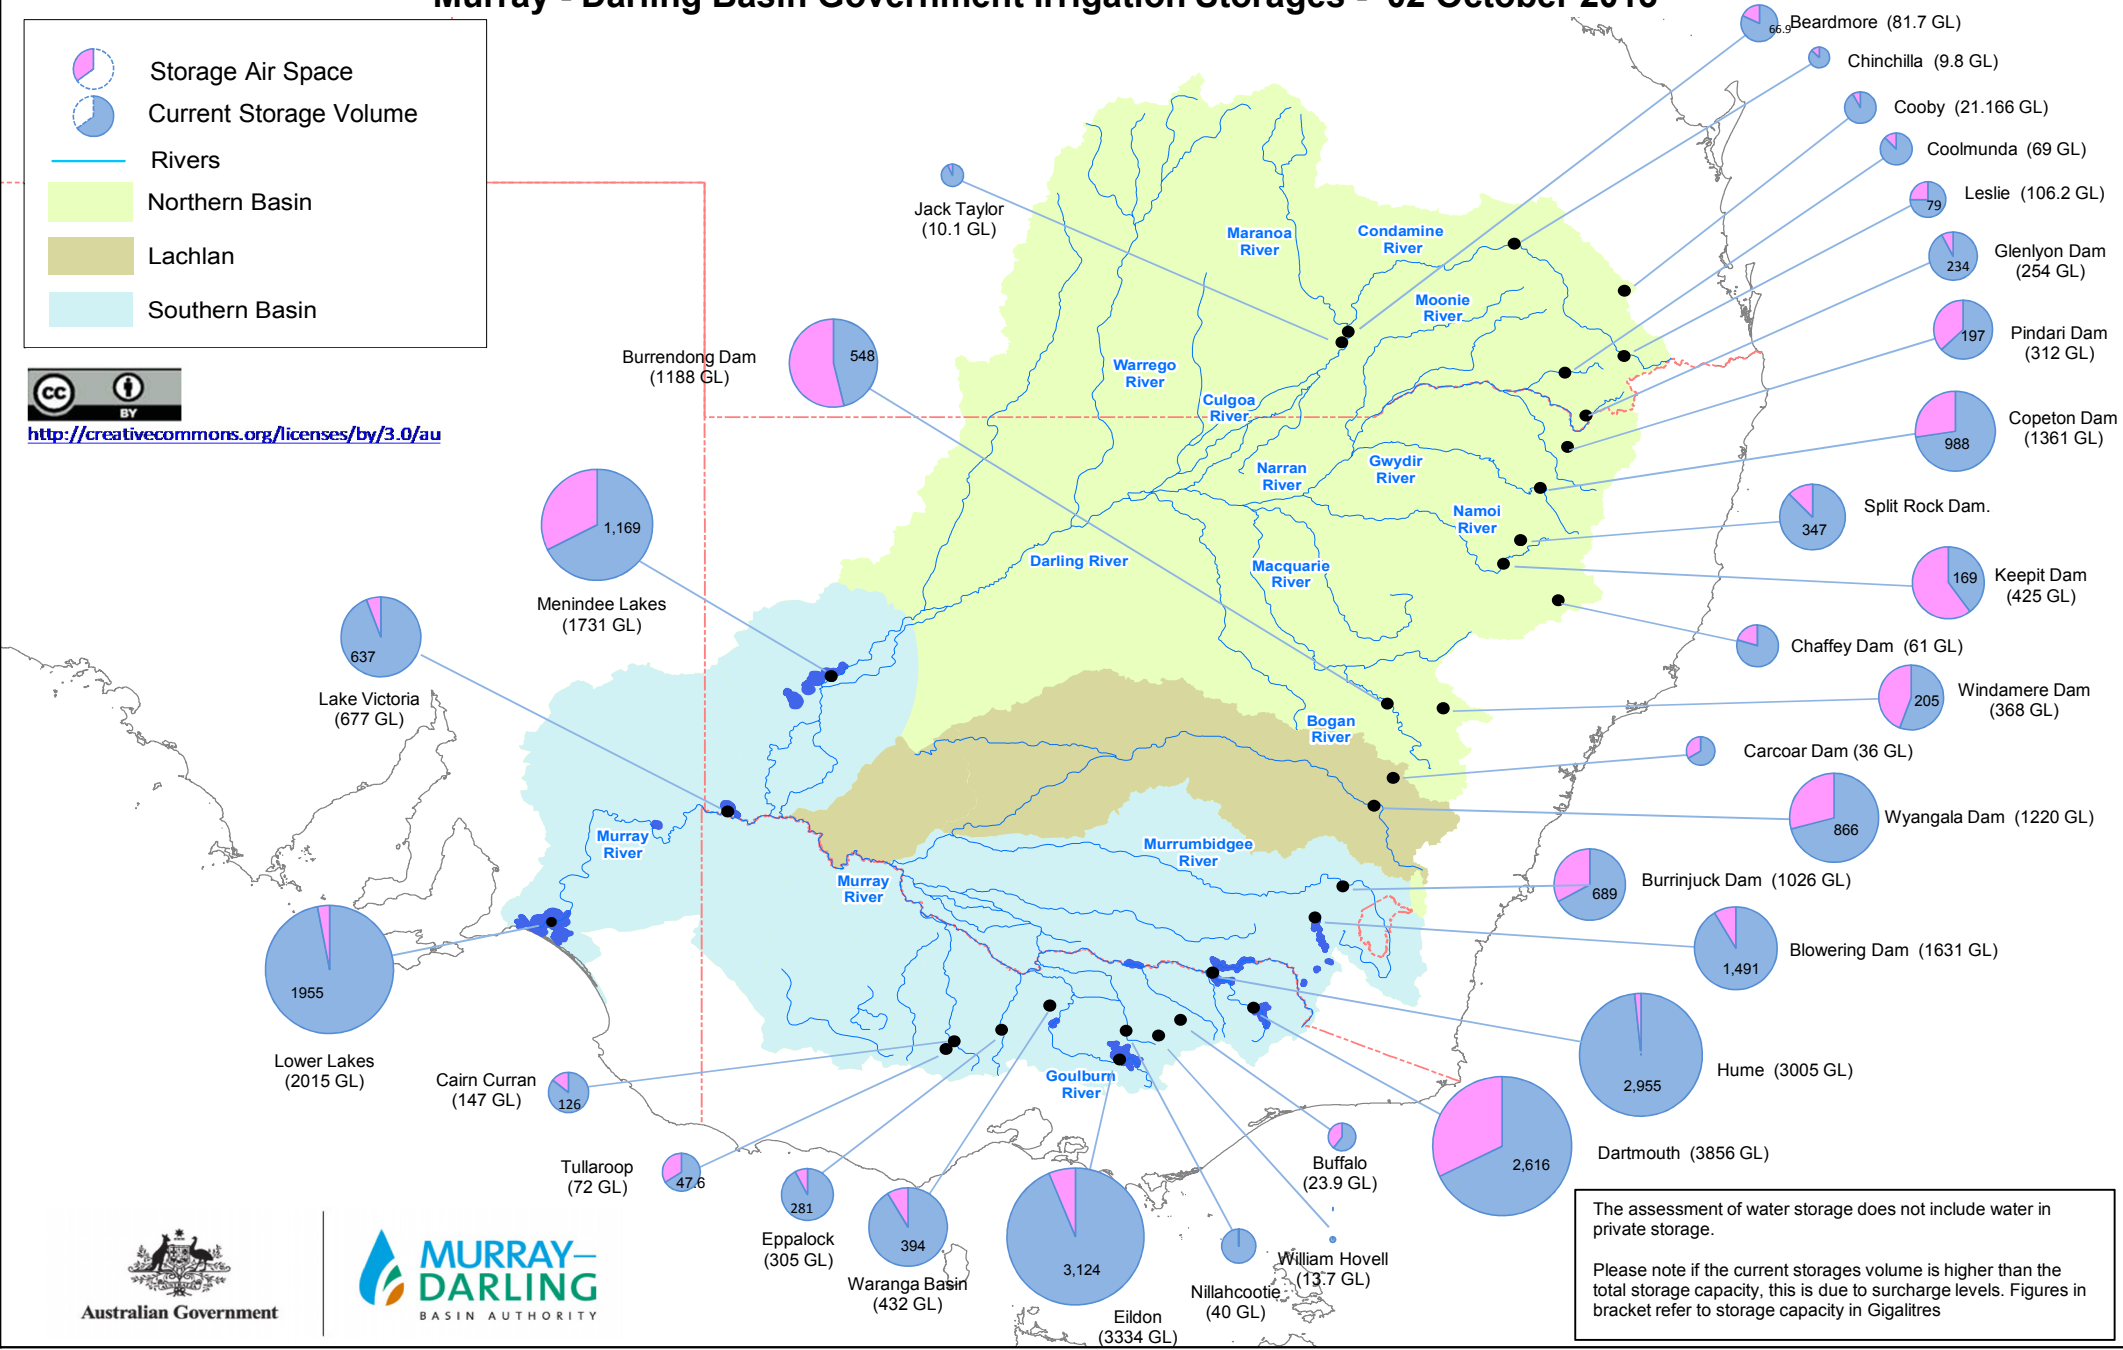 Murray - Darling Basin Government Irrigation Storages - 02 October 2016
Storage Air Space
Current Storage Volume
Rivers
Northern Basin
Lachlan
Southern Basin
CC
BY
http://creativecommons.org/licenses/by/3.0/au
66.9
Beardmore (81.7 GL)
Chinchilla (9.8 GL)
Cooby (21.166 GL)
Coolmunda (69 GL)
79
Leslie (106.2 GL)
234
Glenlyon Dam
(254 GL)
197
Pindari Dam
(312 GL)
988
Copeton Dam
(1361 GL)
347
Split Rock Dam.
169
Keepit Dam
(425 GL)
Chaffey Dam (61 GL)
205
Windamere Dam
(368 GL)
Carcoar Dam (36 GL)
866
Wyangala Dam (1220 GL)
689
Burrinjuck Dam (1026 GL)
1,491
Blowering Dam (1631 GL)
2,955
Hume (3005 GL)
2,616
Dartmouth (3856 GL)
Jack Taylor
(10.1 GL)
Burrendong Dam
(1188 GL)
548
1,169
Menindee Lakes
(1731 GL)
637
Lake Victoria
(677 GL)
1955
Lower Lakes
(2015 GL)
Cairn Curran
(147 GL)
126
Tullaroop
(72 GL)
47.6
281
Eppalock
(305 GL)
394
Waranga Basin
(432 GL)
3,124
Eildon
(3334 GL)
Nillahcootie
(40 GL)
William Hovell
(13.7 GL)
Buffalo
(23.9 GL)
Maranoa
River
Condamine
River
Moonie
River
Warrego
River
Culgoa
River
Narran
River
Gwydir
River
Namoi
River
Darling River
Macquarie
River
Bogan
River
Murray
River
Murray
River
Murrumbidgee
River
Goulburn
River
Australian Government
MURRAY–
DARLING
BASIN AUTHORITY
The assessment of water storage does not include water in
private storage.
Please note if the current storages volume is higher than the
total storage capacity, this is due to surcharge levels. Figures in
bracket refer to storage capacity in Gigalitres